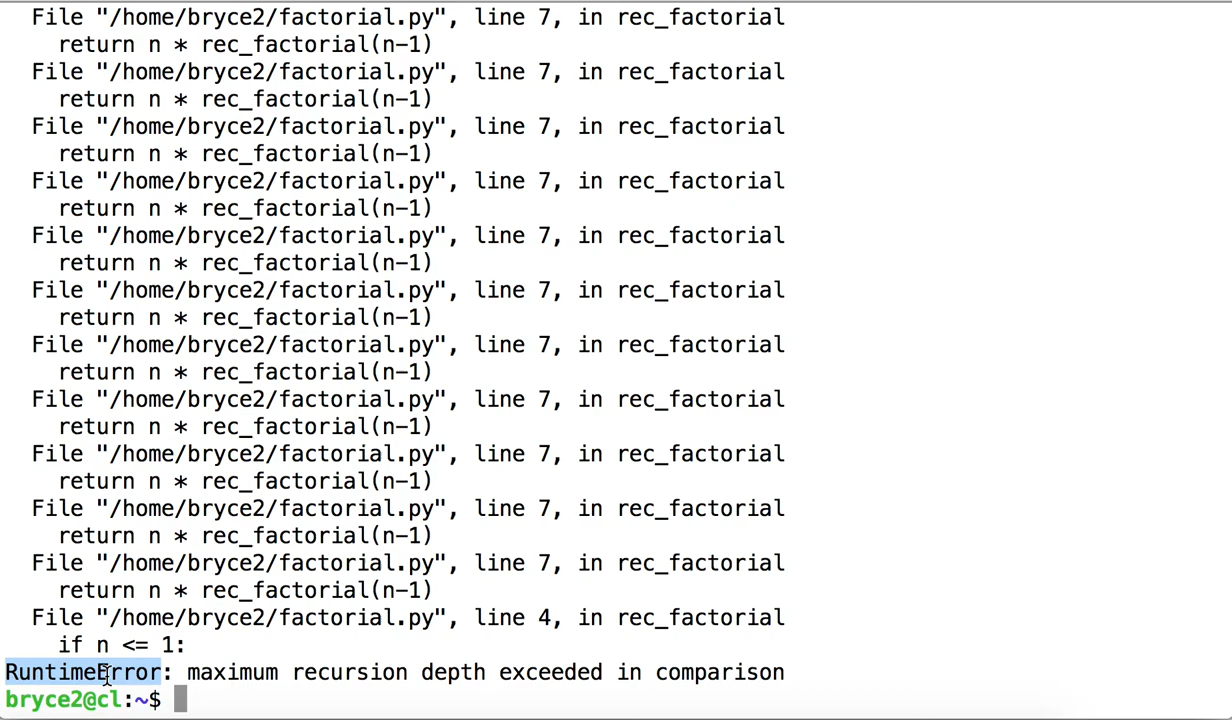 File "/home/bryce2/factorial.py", line 7, in rec_factorial
return n * rec_factorial(n-1)
File "/home/bryce2/factorial.py", line 7, in rec_factorial
return n * rec_factorial(n-1)
File "/home/bryce2/factorial.py", line 7, in rec_factorial
return n * rec_factorial(n-1)
File "/home/bryce2/factorial.py", line 7, in rec_factorial
return n * rec_factorial(n-1)
File "/home/bryce2/factorial.py", line 7, in rec_factorial
return n * rec_factorial(n-1)
File "/home/bryce2/factorial.py", line 7, in rec_factorial
return n * rec_factorial(n-1)
File "/home/bryce2/factorial.py", line 7, in rec_factorial
return n * rec_factorial(n-1)
File "/home/bryce2/factorial.py", line 7, in rec_factorial
return n * rec_factorial(n-1)
File "/home/bryce2/factorial.py", line 7, in rec_factorial
return n * rec_factorial(n-1)
File "/home/bryce2/factorial.py", line 7, in rec_factorial
return n * rec_factorial(n-1)
File "/home/bryce2/factorial.py", line 7, in rec_factorial
return n * rec_factorial(n-1)
File "/home/bryce2/factorial.py", line 4, in rec_factorial
if n <= 1:
RuntimeError: maximum recursion depth exceeded in comparison
bryce2@cl:~$